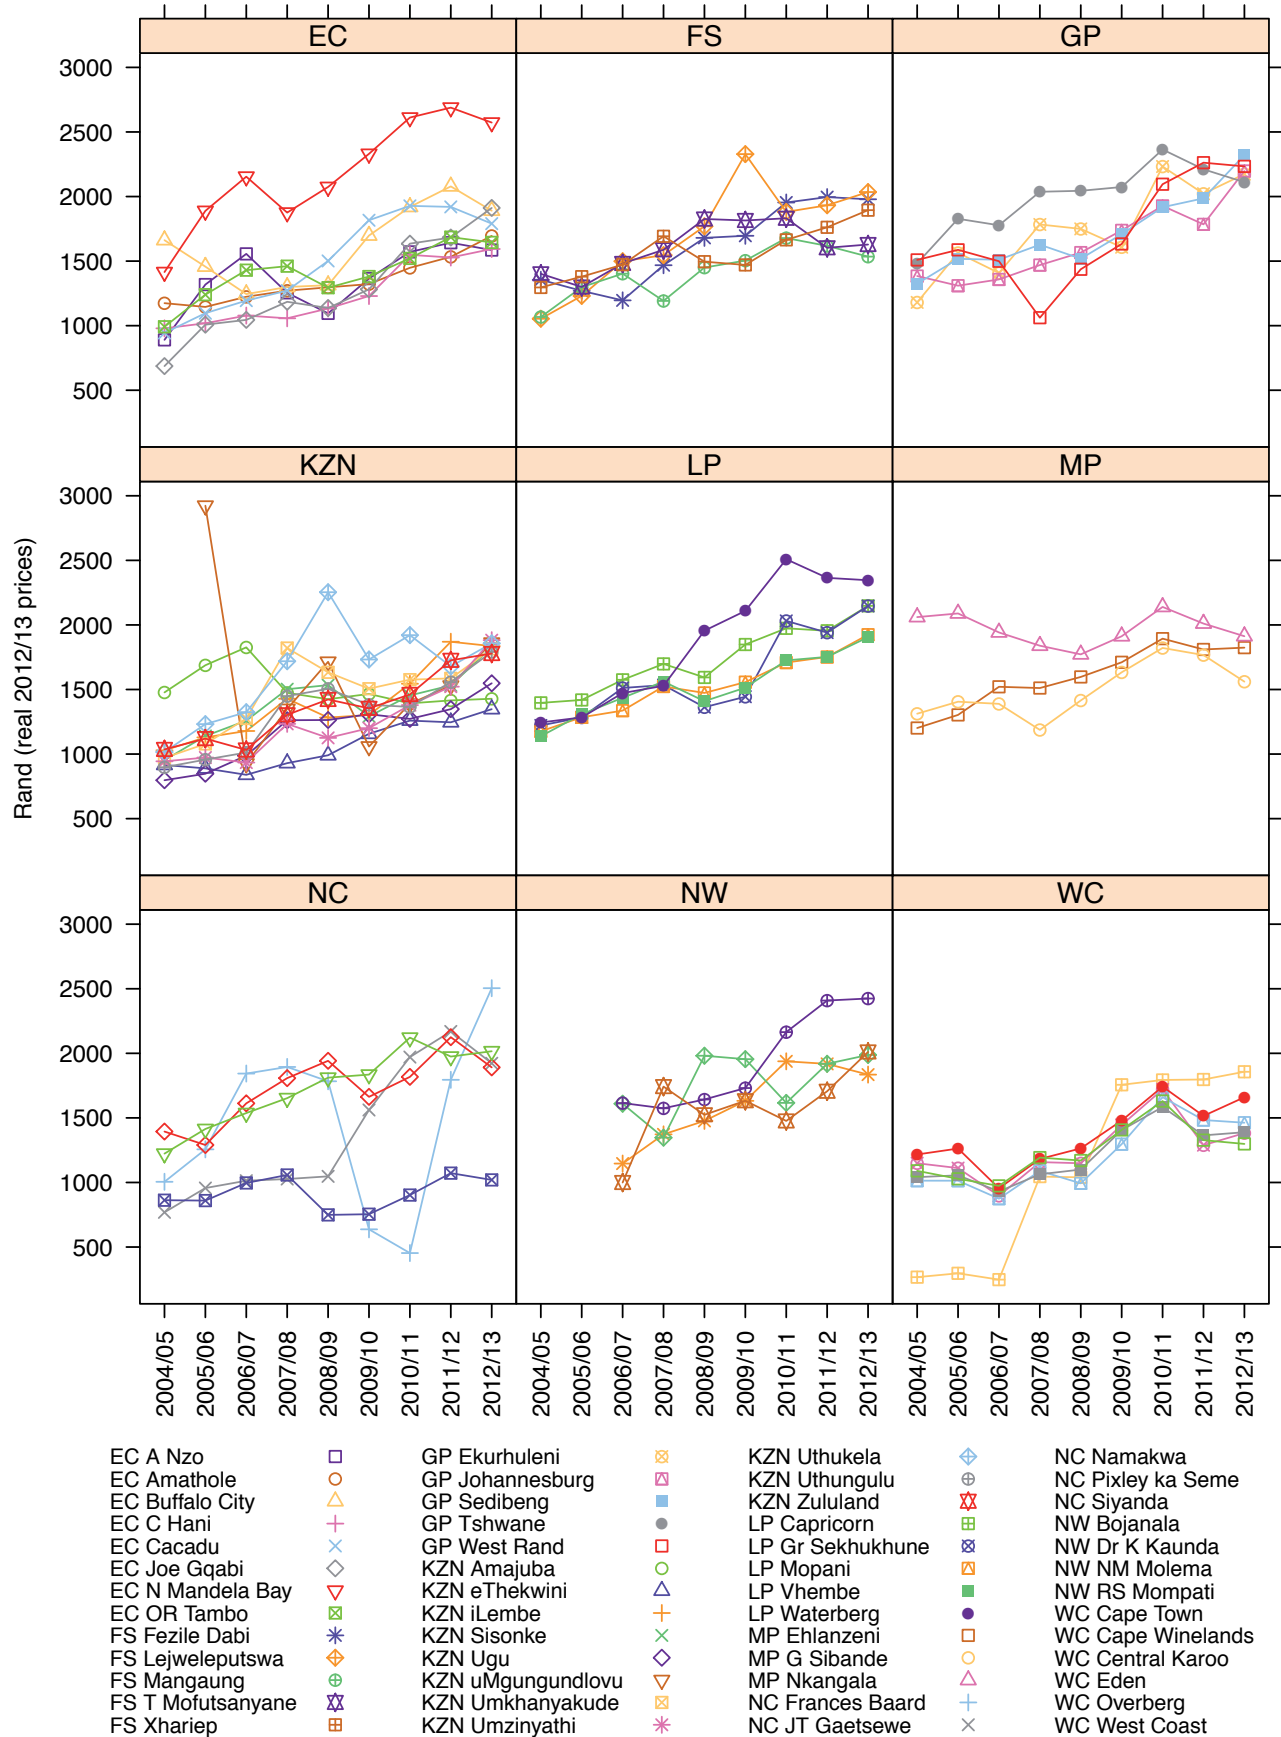 EC FS GP
3000
2500
2000
1500
1000
500
KZN LP MP
Rand (real 2012/13 prices)
3000
2500
2000
1500
1000
500
NC NW WC
3000
2500
2000
1500
1000
500
2004/05 2005/06 2006/07 2007/08 2008/09 2009/10 2010/11 2011/12 2012/13 2004/05 2005/06 2006/07 2007/08 2008/09 2009/10 2010/11 2011/12 2012/13 2004/05 2005/06 2006/07 2007/08 2008/09 2009/10 2010/11 2011/12 2012/13
EC A Nzo GP Ekurhuleni KZN Uthukela NC Namakwa
EC Amathole GP Johannesburg KZN Uthungulu NC Pixley ka Seme
EC Buffalo City GP Sedibeng KZN Zululand NC Siyanda
EC C Hani GP Tshwane LP Capricorn NW Bojanala
EC Cacadu GP West Rand LP Gr Sekhukhune NW Dr K Kaunda
EC Joe Gqabi KZN Amajuba LP Mopani NW NM Molema
EC N Mandela Bay KZN eThekwini LP Vhembe NW RS Mompati
EC OR Tambo KZN iLembe LP Waterberg WC Cape Town
FS Fezile Dabi KZN Sisonke MP Ehlanzeni WC Cape Winelands
FS Lejweleputswa KZN Ugu MP G Sibande WC Central Karoo
FS Mangaung KZN uMgungundlovu MP Nkangala WC Eden
FS T Mofutsanyane KZN Umkhanyakude NC Frances Baard WC Overberg
FS Xhariep KZN Umzinyathi NC JT Gaetsewe WC West Coast